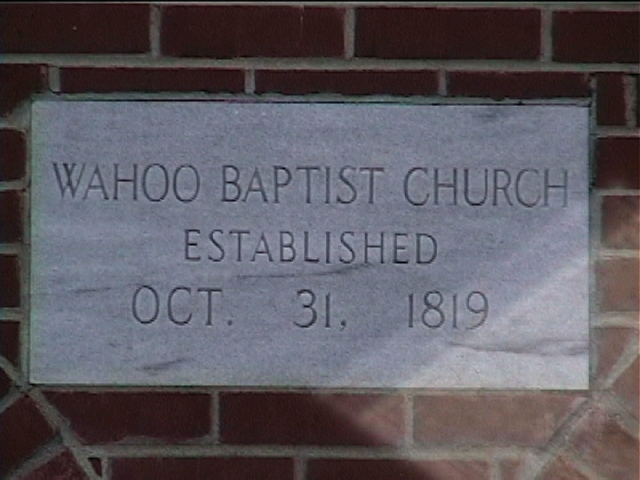 WAHOO BAPTIST CHURCH
ESTABLISHED
OCT. 31, 1819